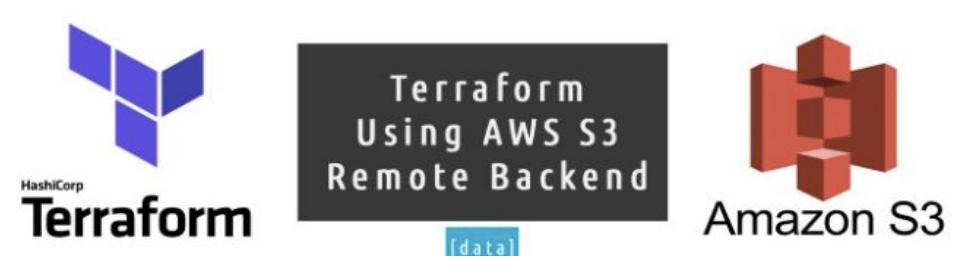 HashiCorp
Terraform
Terraform
Using AWS S3
Remote Backend
[data]
Amazon S3